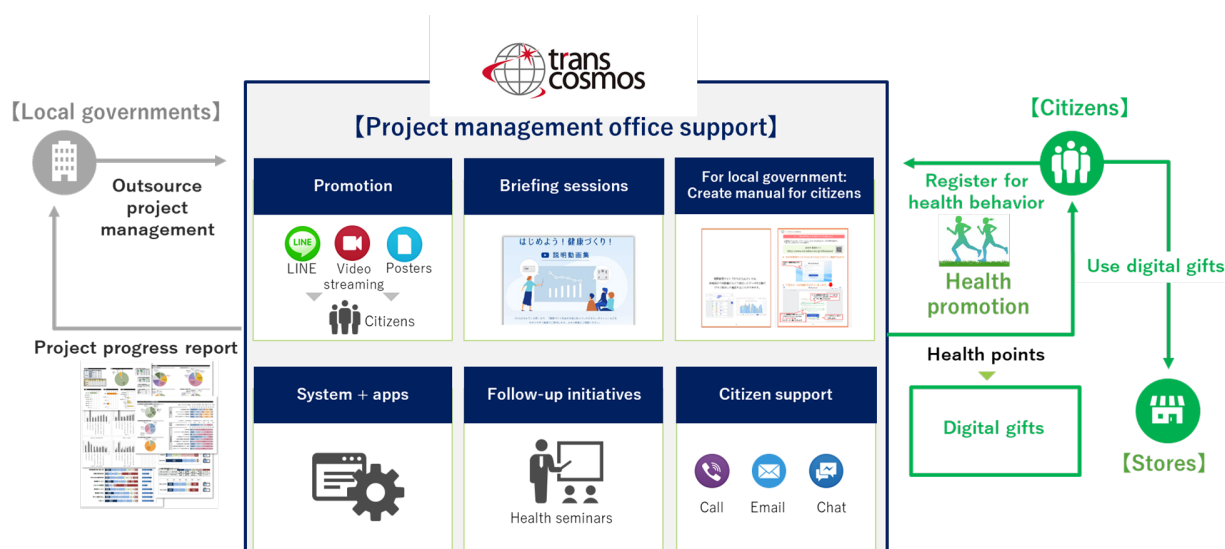 trans
cosmos
【Local governments】
【Project management office support】
【Citizens】
Outsource
project
management
Promotion
Briefing sessions
For local government:
Create manual for citizens
Register for
health behavior
LINE
LINE
Video
streaming
Posters
Citizens
はじめよう！健康づくり！
説明動画集
Health
promotion
Use digital gifts
Project progress report
Health points
System + apps
Follow-up initiatives
Citizen support
Digital gifts
Health seminars
Call
Email
Chat
【Stores】